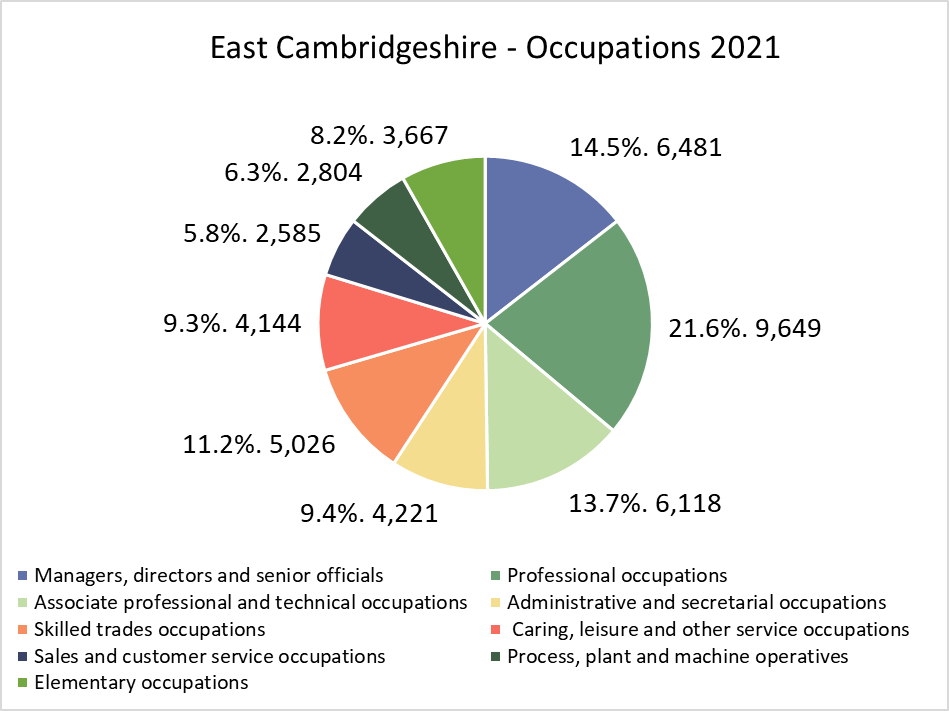 East Cambridgeshire - Occupations 2021
8.2%. 3,667
14.5%. 6,481
6.3%. 2,804
5.8%. 2,585
9.3%. 4,144
21.6%. 9,649
11.2%. 5,026
13.7%. 6,118
9.4%. 4,221
Managers, directors and senior officials
Professional occupations
Associate professional and technical occupations
Administrative and secretarial occupations
Skilled trades occupations
Caring, leisure and other service occupations
Sales and customer service occupations
Process, plant and machine operatives
Elementary occupations